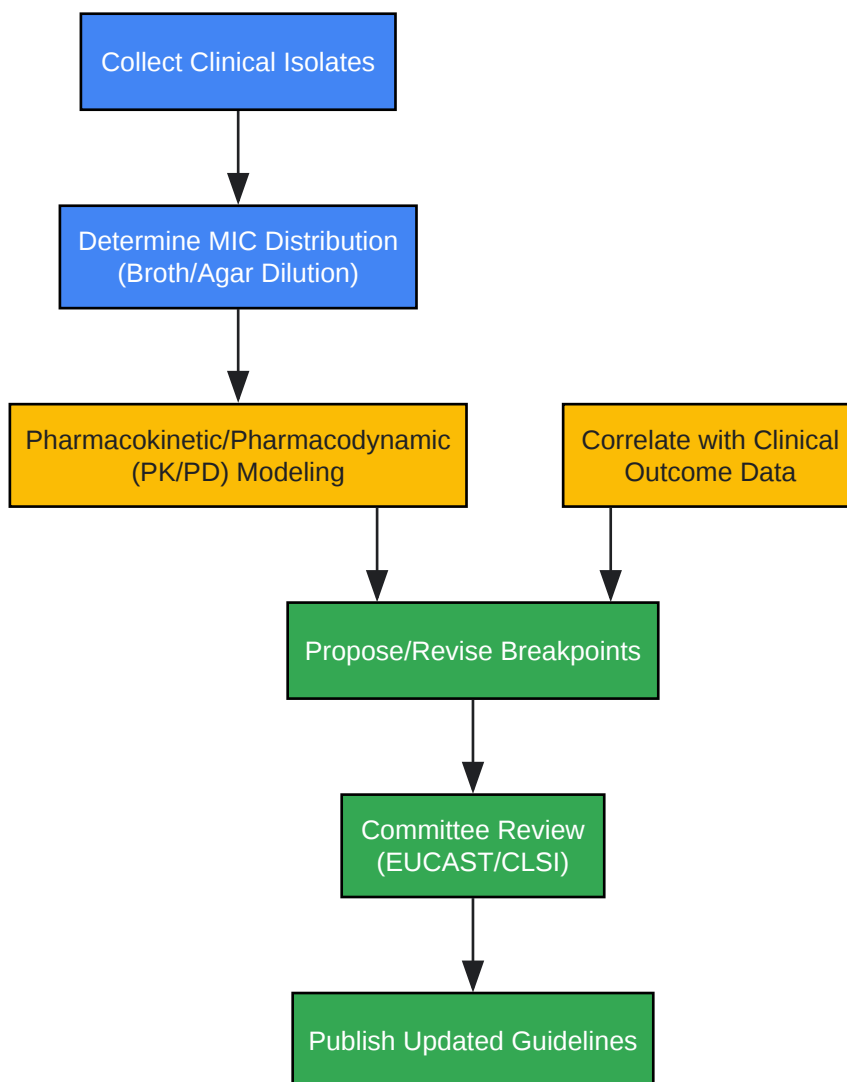 Collect Clinical Isolates
Determine MIC Distribution
(Broth/Agar Dilution)
Pharmacokinetic/Pharmacodynamic
(PK/PD) Modeling
Correlate with Clinical
Outcome Data
Propose/Revise Breakpoints
Committee Review
(EUCAST/CLSI)
Publish Updated Guidelines